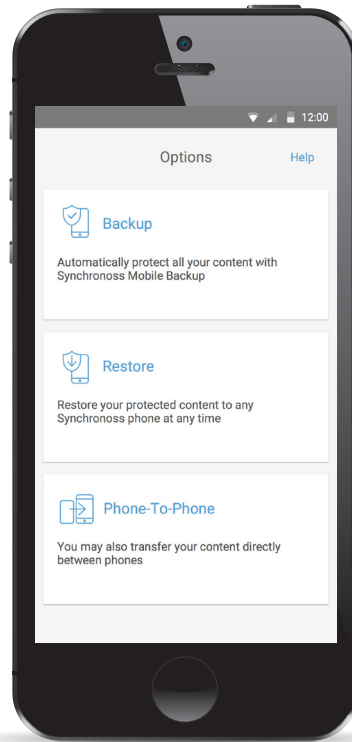 12:00
Options
Help
Backup
Automatically protect all your content with
Synchronoss Mobile Backup
Restore
Restore your protected content to any
Synchronoss phone at any time
Phone-To-Phone
You may also transfer your content directly
between phones